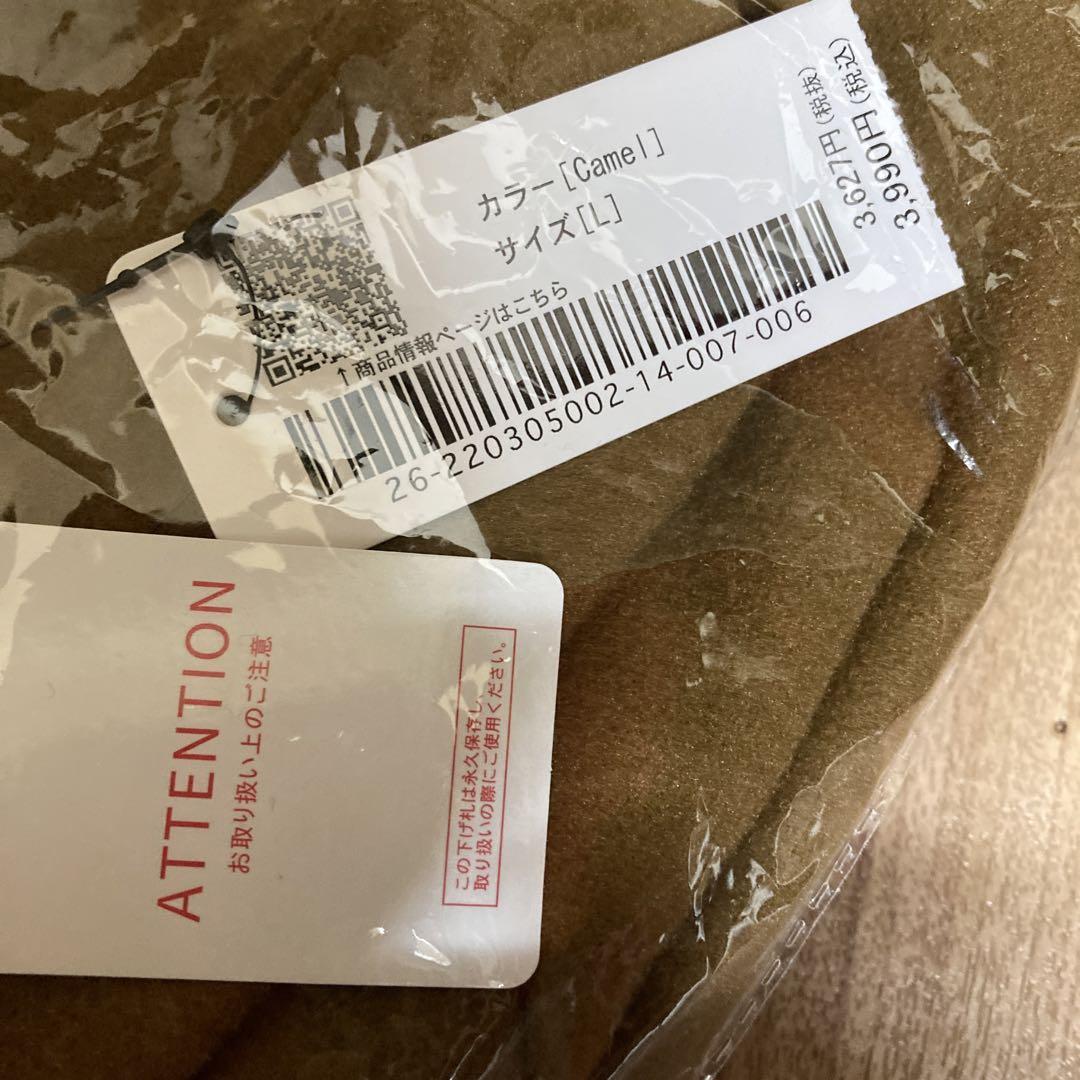 カラー[Camel]
サイズ[L]
↑商品情報ページはこちら
26-220305002-14-007-006
3,627円(税抜)
3,990円(税込)
ATTENTION
お取り扱い上のご注意
この下げ札は永久保存し、
取り扱いの際にご使用ください。